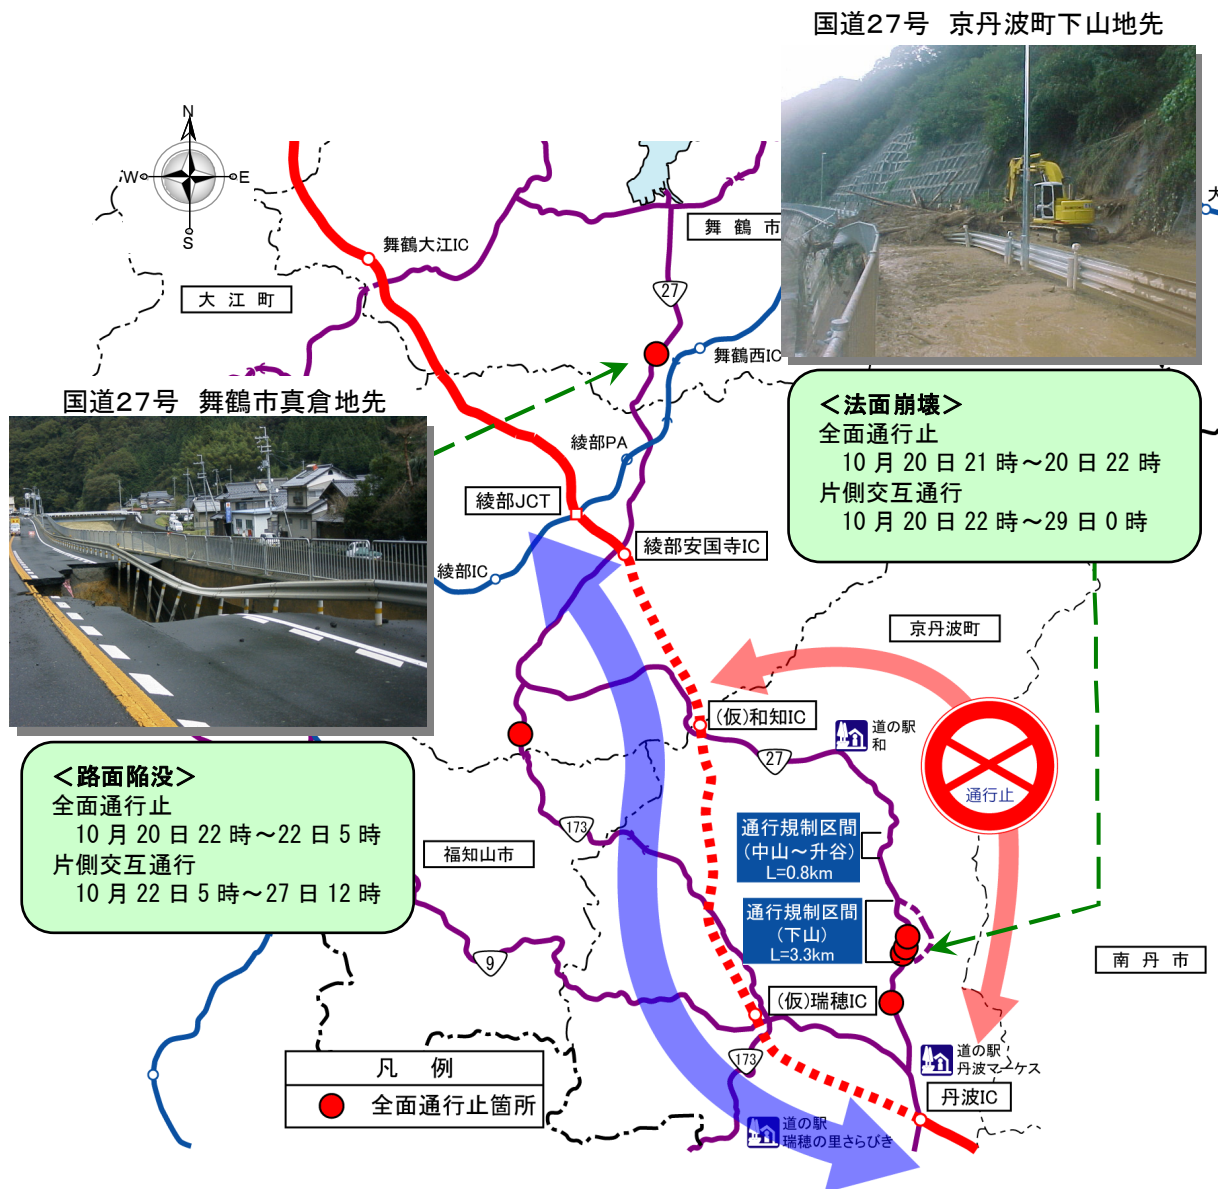 国道27号 京丹波町下山地先
N
W
E
S
舞鶴大江IC
舞鶴市
大江町
27
舞鶴西IC
大
国道27号 舞鶴市真倉地先
＜法面崩壊＞
全面通行止
10月20日21時～20日22時
片側交互通行
10月20日22時～29日0時
綾部PA
綾部JCT
綾部安国寺IC
綾部IC
京丹波町
(仮)和知IC
道の駅
和
27
通行止
＜路面陥没＞
全面通行止
10月20日22時～22日5時
片側交互通行
10月22日5時～27日12時
173
福知山市
通行規制区間
(中山～升谷)
L=0.8km
通行規制区間
(下山)
L=3.3km
9
南丹市
(仮)瑞穂IC
173
道の駅
丹波マーケス
丹波IC
凡例
全面通行止箇所
道の駅
瑞穂の里さらびき